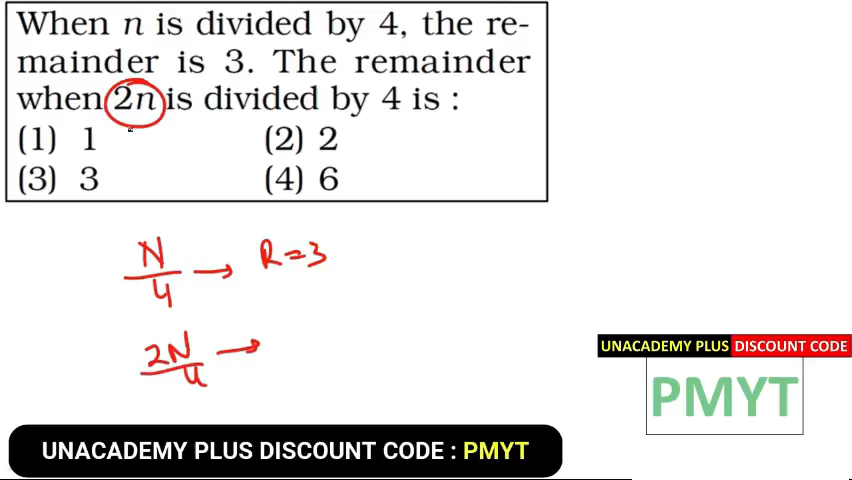 When n is divided by 4, the re-
mainder is 3. The remainder
when 2n is divided by 4 is :
(1) 1 (2) 2
(3) 3 (4) 6
N/4 → R=3
2N/4 →
UNACADEMY PLUS DISCOUNT CODE
PMYT
UNACADEMY PLUS DISCOUNT CODE : PMYT